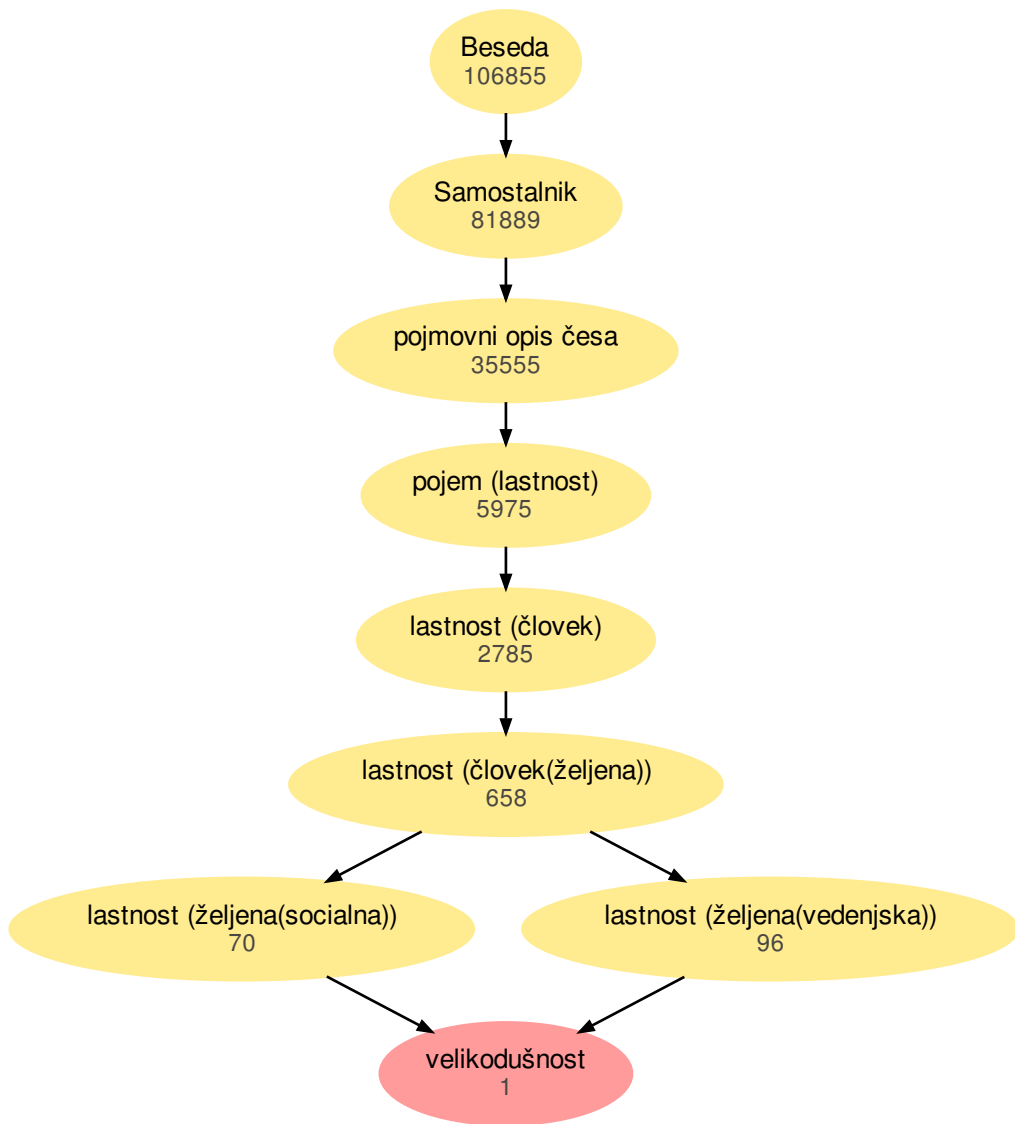 Beseda
106855
Samostalnik
81889
pojmovni opis česa
35555
pojem (lastnost)
5975
lastnost (človek)
2785
lastnost (človek(željena))
658
lastnost (željena(socialna))
70
lastnost (željena(vedenjska))
96
velikodušnost
1